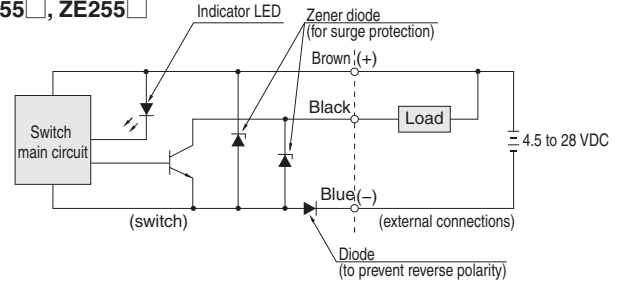 55□, ZE255□
Indicator LED
Zener diode
(for surge protection)
Brown (+)
Black
Load
Switch
main circuit
4.5 to 28 VDC
Blue(−)
(switch)
(external connections)
Diode
(to prevent reverse polarity)